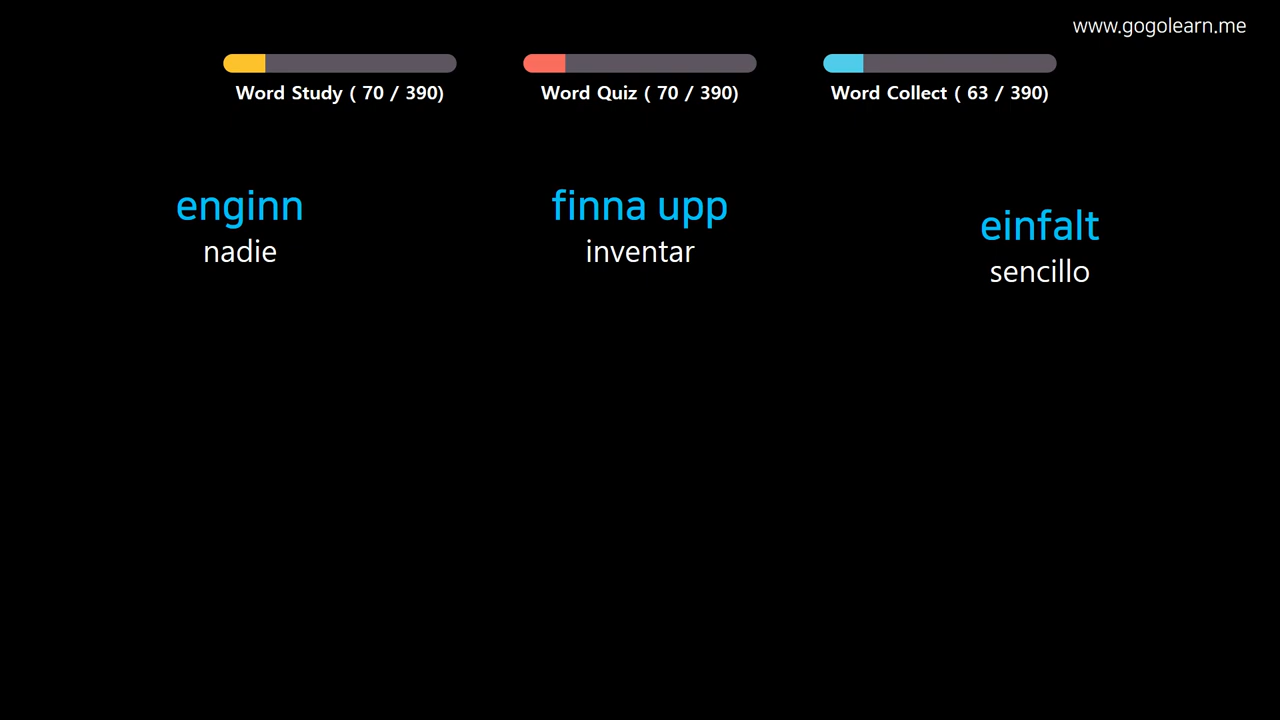 www.gogolearn.me
Word Study ( 70 / 390)
Word Quiz ( 70 / 390)
Word Collect ( 63 / 390)
enginn
nadie
finna upp
inventar
einfalt
sencillo